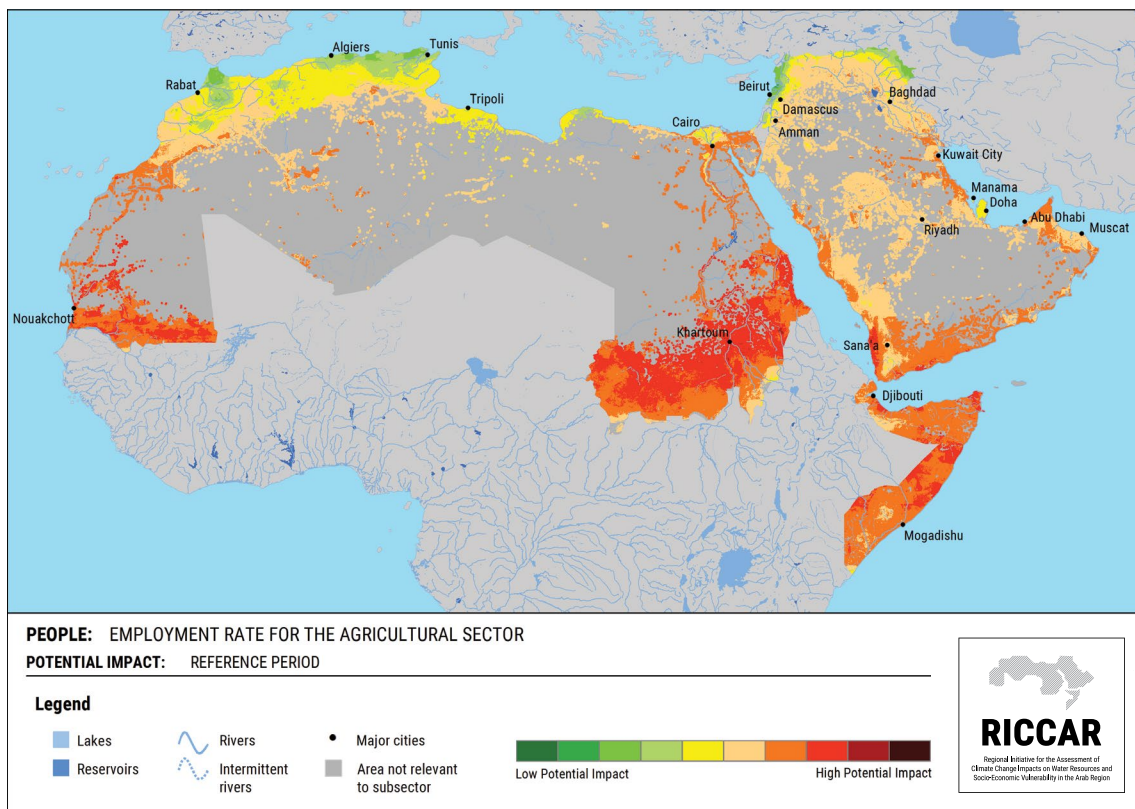 Algiers
Tunis
Rabat
Tripoli
Beirut
Baghdad
Damascus
Cairo
Amman
Kuwait City
Manama
Doha
Abu Dhabi
Riyadh
Muscat
Nouakchott
Khartoum
Sana'a
Djibouti
Mogadishu
PEOPLE: EMPLOYMENT RATE FOR THE AGRICULTURAL SECTOR
POTENTIAL IMPACT: REFERENCE PERIOD
Legend
Lakes
Rivers
Major cities
Reservoirs
Intermittent
rivers
Area not relevant
to subsector
Low Potential Impact
High Potential Impact
RICCAR
Regional Initiative for the Assessment of
Climate Change Impacts on Water Resources and
Socio-Economic Vulnerability in the Arab Region